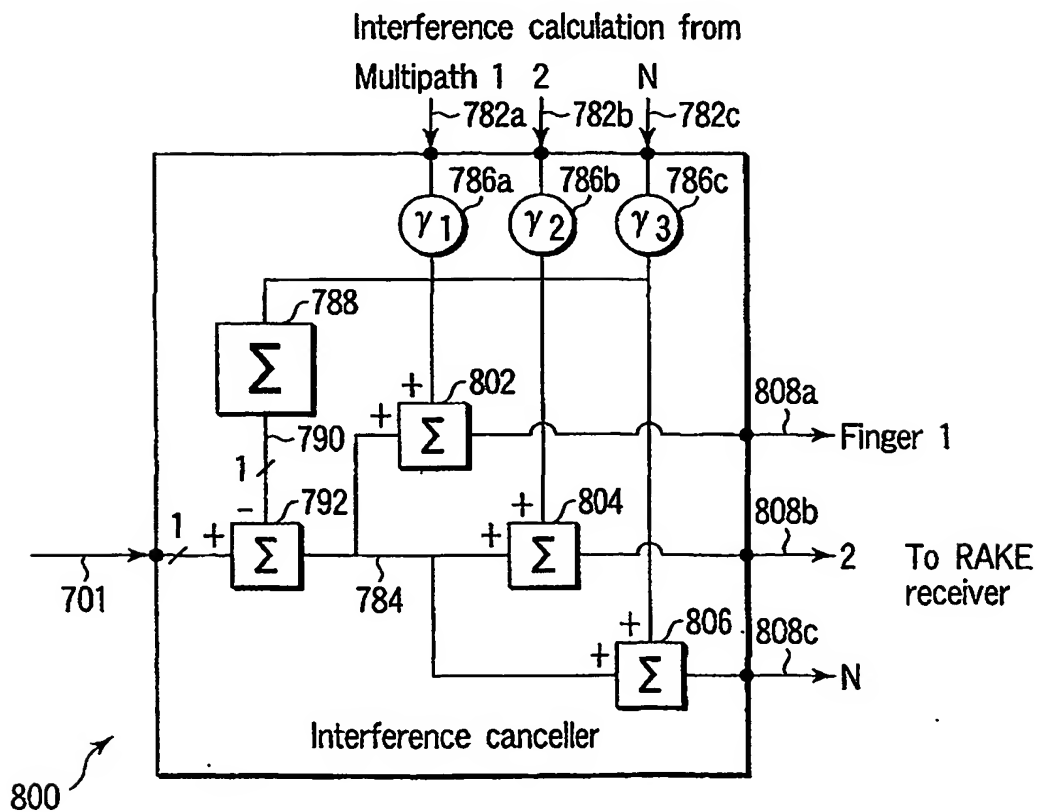 Interference calculation from
Multipath 1 2 N
782a 782b 782c
786a 786b 786c
γ1 γ2 γ3
788
Σ
+ 802
808a
+ Σ
Finger 1
790
1
792
- + 804
808b
1 + Σ
+ Σ
2 To RAKE
receiver
701 784
+ 806
808c
+ Σ
N
Interference canceller
800